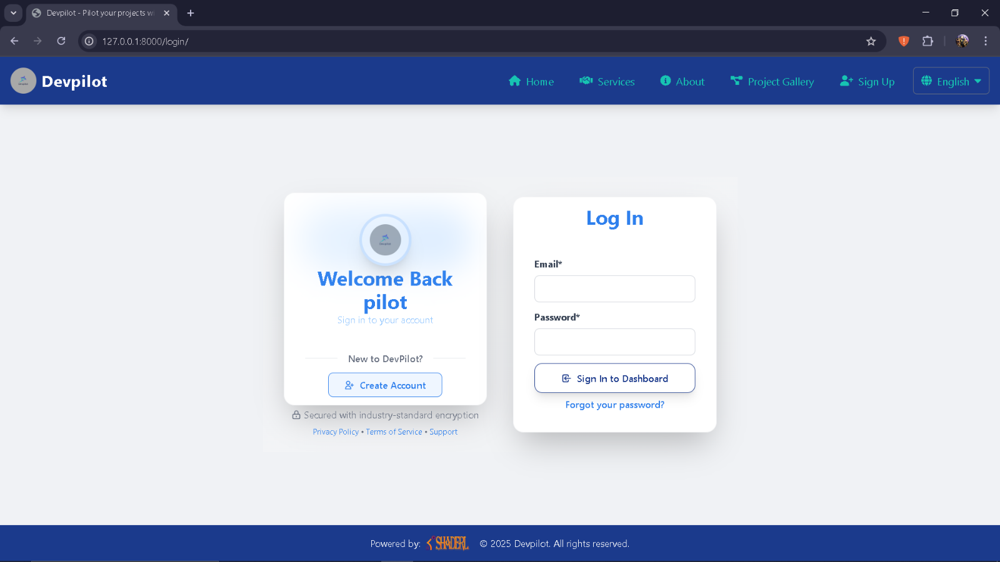 Devpilot - Pilot your projects wi
127.0.0.1:8000/login/
Devpilot
Home
Services
About
Project Gallery
Sign Up
English
Welcome Back
pilot
Sign in to your account
New to DevPilot?
Create Account
Secured with industry-standard encryption
Privacy Policy • Terms of Service • Support
Log In
Email*
Password*
Sign In to Dashboard
Forgot your password?
Powered by: SHADERL © 2025 Devpilot. All rights reserved.